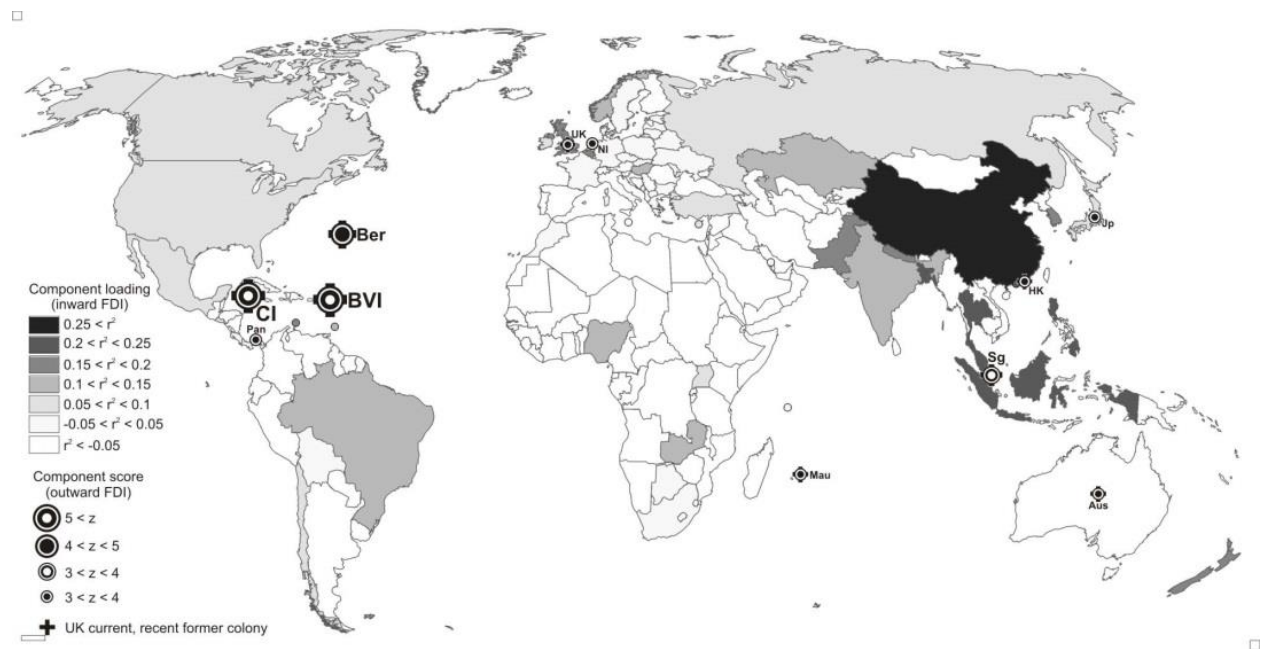 UK
Nl
Ber
Jp
HK
CI
BVI
Pan
Sg
Mau
Aus
Component loading
(inward FDI)
0.25 < r²
0.2 < r² < 0.25
0.15 < r² < 0.2
0.1 < r² < 0.15
0.05 < r² < 0.1
-0.05 < r² < 0.05
r² < -0.05
Component score
(outward FDI)
5 < z
4 < z < 5
3 < z < 4
3 < z < 4
UK current, recent former colony